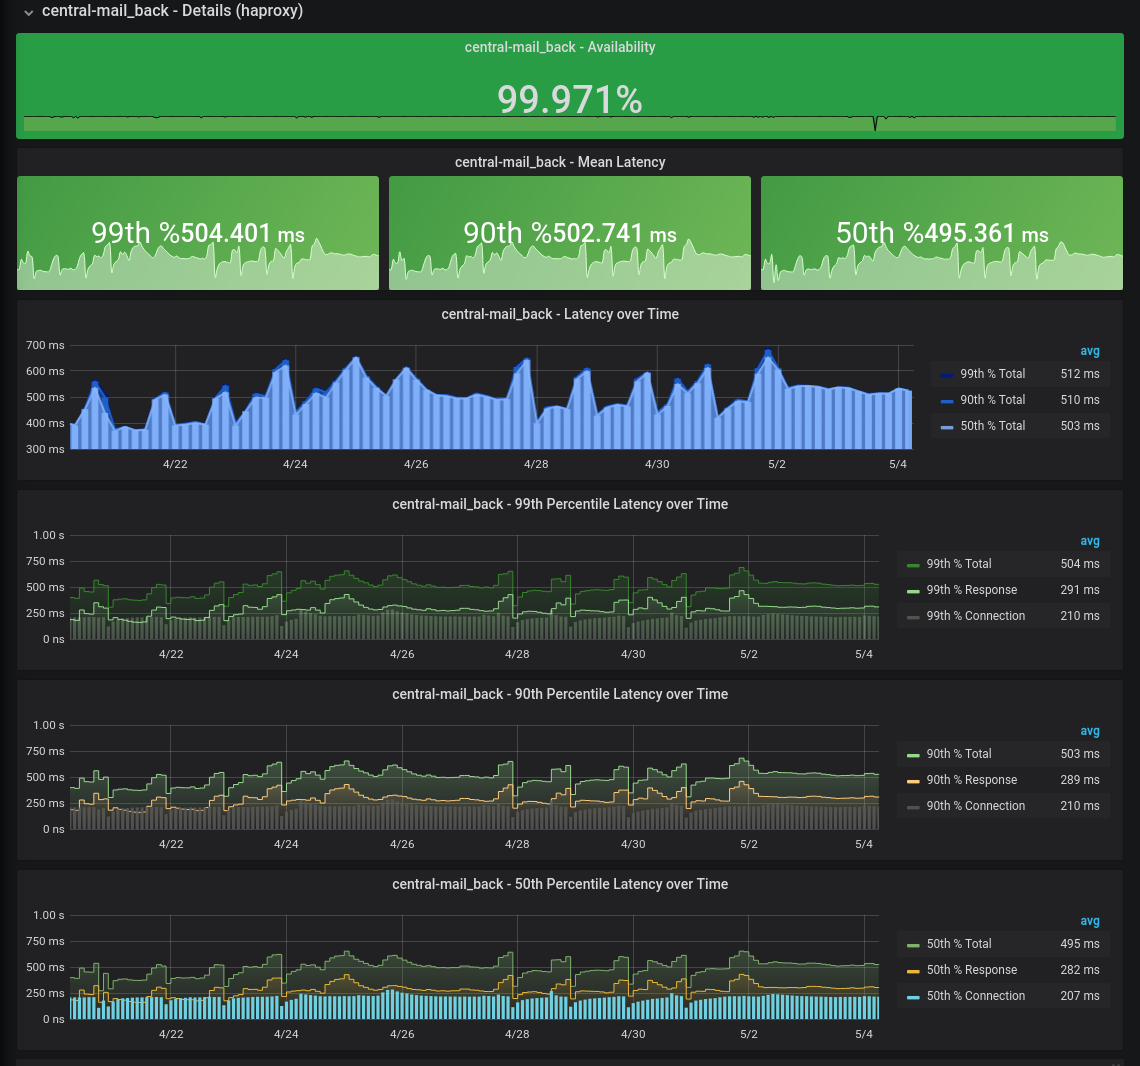 central-mail_back - Details (haproxy)
central-mail_back - Availability
99.971%
central-mail_back - Mean Latency
99th %504.401 ms
90th %502.741 ms
50th %495.361 ms
central-mail_back - Latency over Time
700 ms
600 ms
500 ms
400 ms
300 ms
4/22
4/24
4/26
4/28
4/30
5/2
5/4
avg
99th % Total 512 ms
90th % Total 510 ms
50th % Total 503 ms
central-mail_back - 99th Percentile Latency over Time
1.00 s
750 ms
500 ms
250 ms
0 ns
4/22
4/24
4/26
4/28
4/30
5/2
5/4
avg
99th % Total 504 ms
99th % Response 291 ms
99th % Connection 210 ms
central-mail_back - 90th Percentile Latency over Time
1.00 s
750 ms
500 ms
250 ms
0 ns
4/22
4/24
4/26
4/28
4/30
5/2
5/4
avg
90th % Total 503 ms
90th % Response 289 ms
90th % Connection 210 ms
central-mail_back - 50th Percentile Latency over Time
1.00 s
750 ms
500 ms
250 ms
0 ns
4/22
4/24
4/26
4/28
4/30
5/2
5/4
avg
50th % Total 495 ms
50th % Response 282 ms
50th % Connection 207 ms